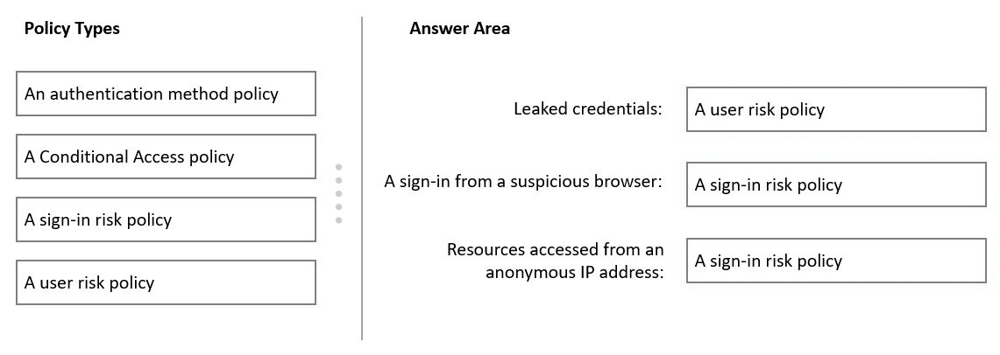 Policy Types
An authentication method policy
A Conditional Access policy
A sign-in risk policy
A user risk policy
Answer Area
Leaked credentials:
A user risk policy
A sign-in from a suspicious browser:
A sign-in risk policy
Resources accessed from an
anonymous IP address:
A sign-in risk policy